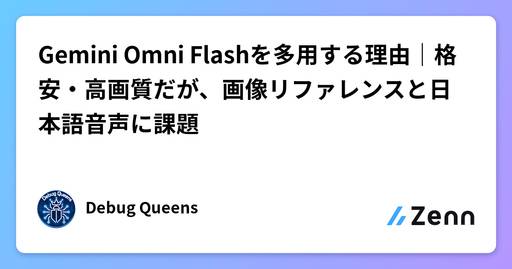 Gemini Omni Flashを多用する理由｜格
安・高画質だが、画像リファレンスと日
本語音声に課題
Debug Queens
Debug Queens
Zenn